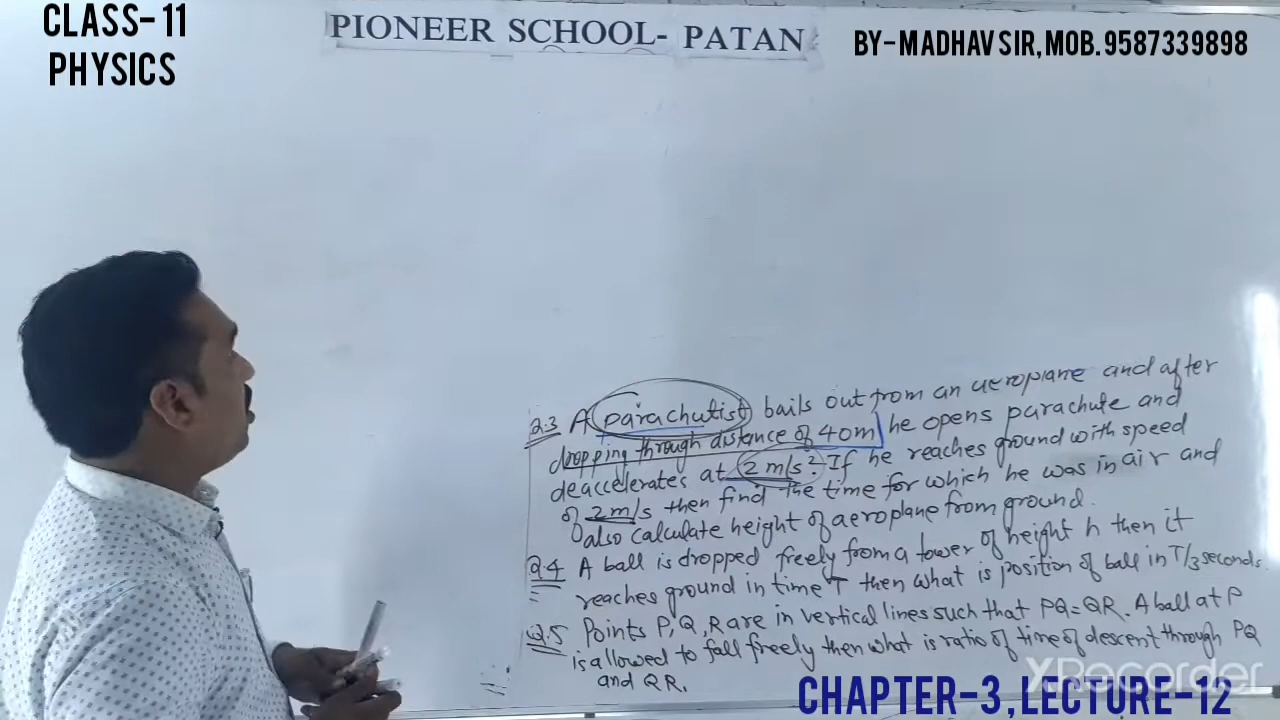 CLASS-11
PHYSICS
PIONEER SCHOOL- PATAN
BY-MADHAV SIR, MOB. 9587339898
Q.3 A parachutist bails out from an aeroplane and after
dropping through distance of 40m he opens parachute and
deaccelerates at 2 m/s². If he reaches ground with speed
of 2m/s then find the time for which he was in air and
also calculate height of aeroplane from ground.
Q.4 A ball is dropped freely from a tower of height h then it
reaches ground in time T then what is position of ball in T/3 seconds.
Q.5 Points P, Q, R are in vertical lines such that PQ=QR. A ball at P
is allowed to fall freely then what is ratio of time of descent through PQ
and QR.
XRecorder
CHAPTER-3, LECTURE-12